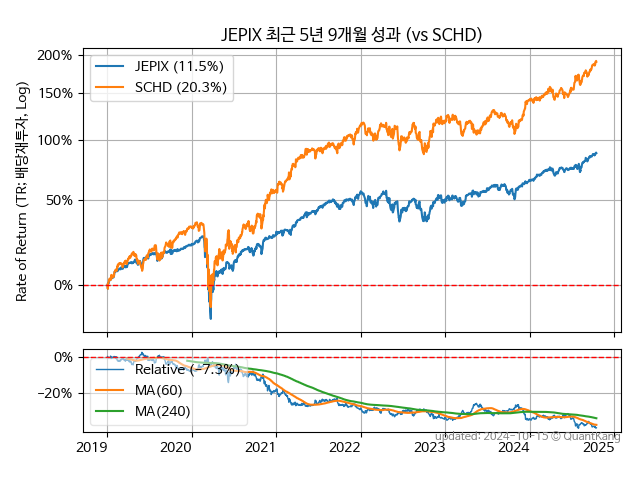 JEPIX 최근 5년 9개월 성과 (vs SCHD)
Rate of Return (TR: 배당재투자, Log)
200%
150%
100%
50%
0%
JEPIX (11.5%)
SCHD (20.3%)
0%
−20%
Relative (−7.3%)
MA(60)
MA(240)
2019 2020 2021 2022 2023 2024 2025
updated: 2024-10-15 © QuantKang